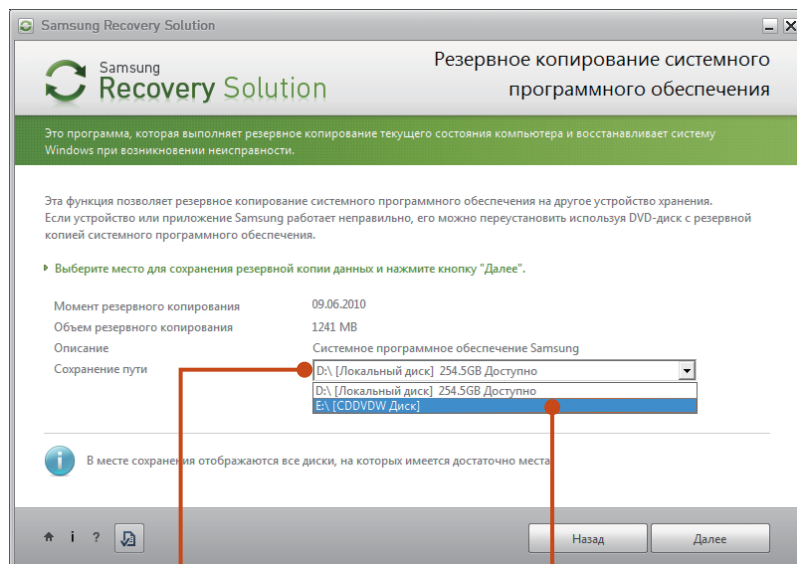 Samsung Recovery Solution
Samsung
Recovery Solution
Резервное копирование системного
программного обеспечения
Это программа, которая выполняет резервное копирование текущего состояния компьютера и восстанавливает систему
Windows при возникновении неисправности.
Эта функция позволяет резервное копирование системного программного обеспечения на другое устройство хранения.
Если устройство или приложение Samsung работает неправильно, его можно переустановить используя DVD-диск с резервной
копией системного программного обеспечения.
Выберите место для сохранения резервной копии данных и нажмите кнопку "Далее".
Момент резервного копирования 09.06.2010
Объем резервного копирования 1241 MB
Описание Системное программное обеспечение Samsung
Сохранение пути D:\ [Локальный диск] 254.5GB Доступно
D:\ [Локальный диск] 254.5GB Доступно
E:\ [CDDVDW Диск]
В месте сохранения отображаются все диски, на которых имеется достаточно места
i ? Назад Далее